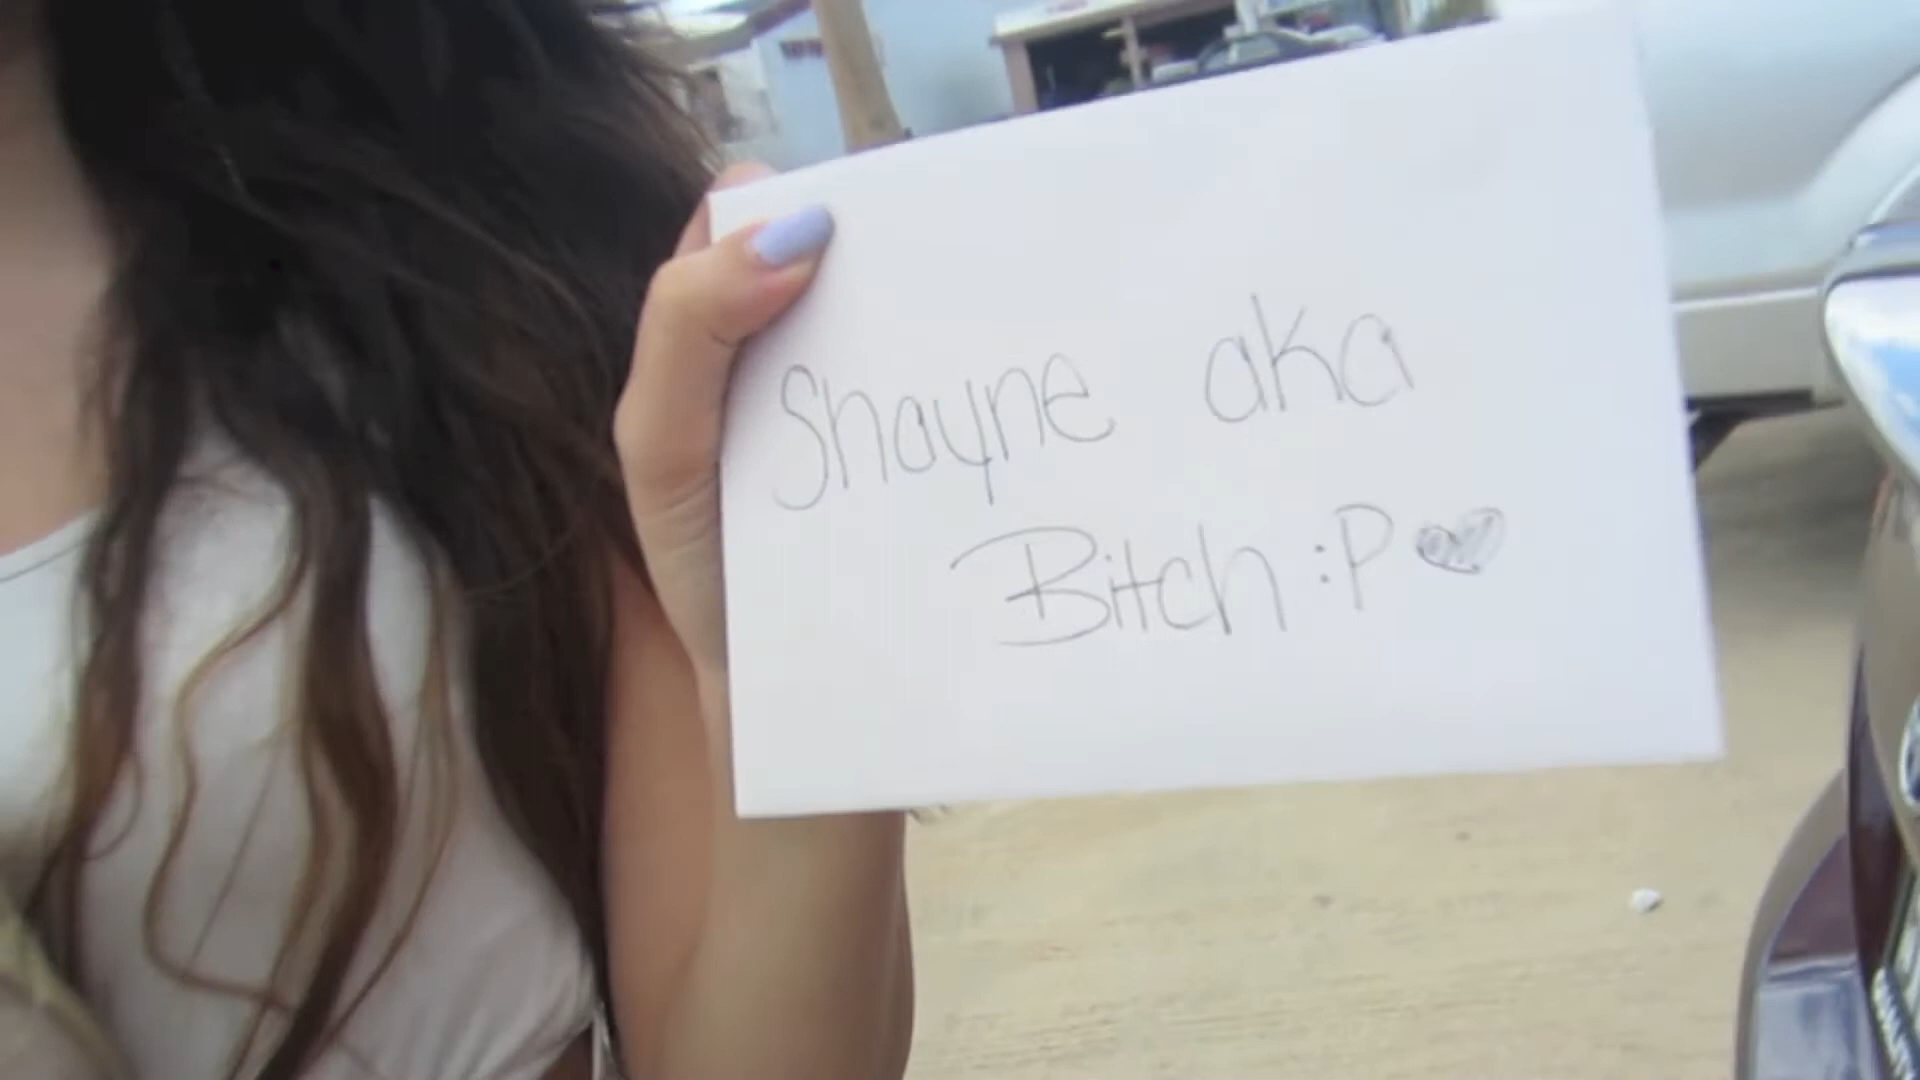 Shayne aka
Bitch :P ♥